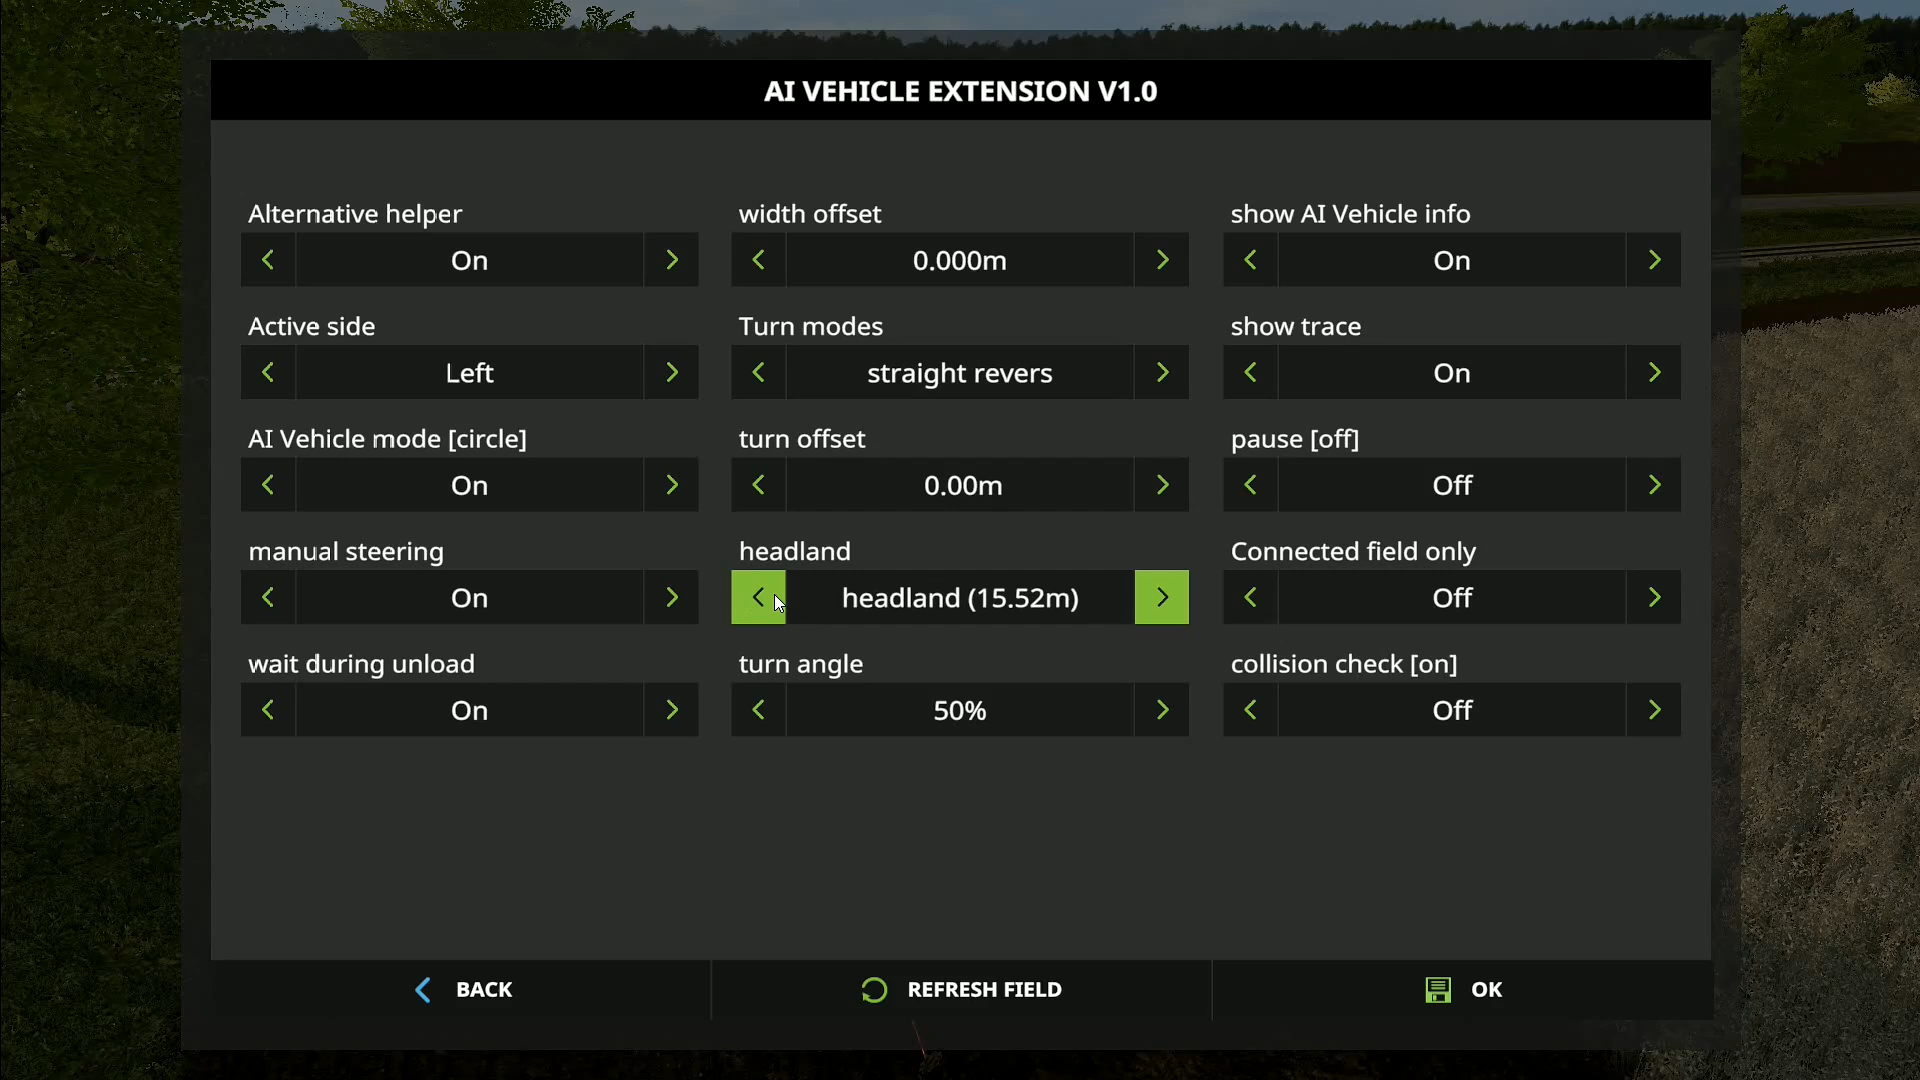 AI VEHICLE EXTENSION V1.0
Alternative helper
On
Active side
Left
AI Vehicle mode [circle]
On
manual steering
On
wait during unload
On
width offset
0.000m
Turn modes
straight revers
turn offset
0.00m
headland
headland (15.52m)
turn angle
50%
show AI Vehicle info
On
show trace
On
pause [off]
Off
Connected field only
Off
collision check [on]
Off
BACK
REFRESH FIELD
OK